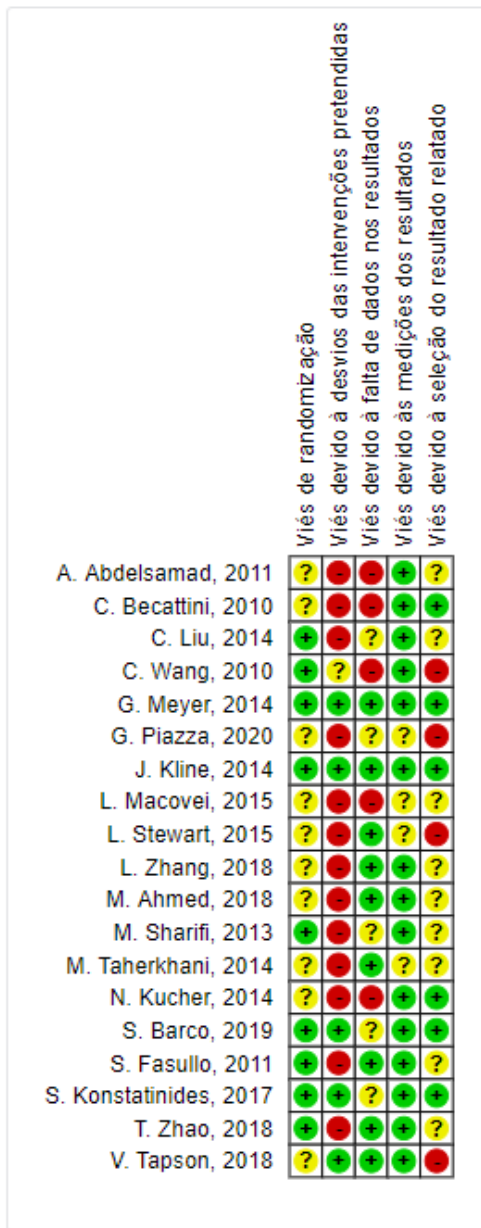 Viés de randomização
Viés devido à desvios das intervenções pretendidas
Viés devido à falta de dados nos resultados
Viés devido às medições dos resultados
Viés devido à seleção do resultado relatado
A. Abdelsamad, 2011 ? - - + ?
C. Becattini, 2010 ? - - + +
C. Liu, 2014 + - ? + ?
C. Wang, 2010 + ? - + -
G. Meyer, 2014 + + + + +
G. Piazza, 2020 ? - ? ? -
J. Kline, 2014 + + + + +
L. Macovei, 2015 ? - - ? ?
L. Stewart, 2015 ? - + ? -
L. Zhang, 2018 ? - + + ?
M. Ahmed, 2018 ? - + + ?
M. Sharifi, 2013 + - ? + ?
M. Taherkhani, 2014 ? - + ? ?
N. Kucher, 2014 ? - - + +
S. Barco, 2019 + + ? + +
S. Fasullo, 2011 + - + + ?
S. Konstatinides, 2017 + + ? + +
T. Zhao, 2018 + - + + ?
V. Tapson, 2018 ? + + + -